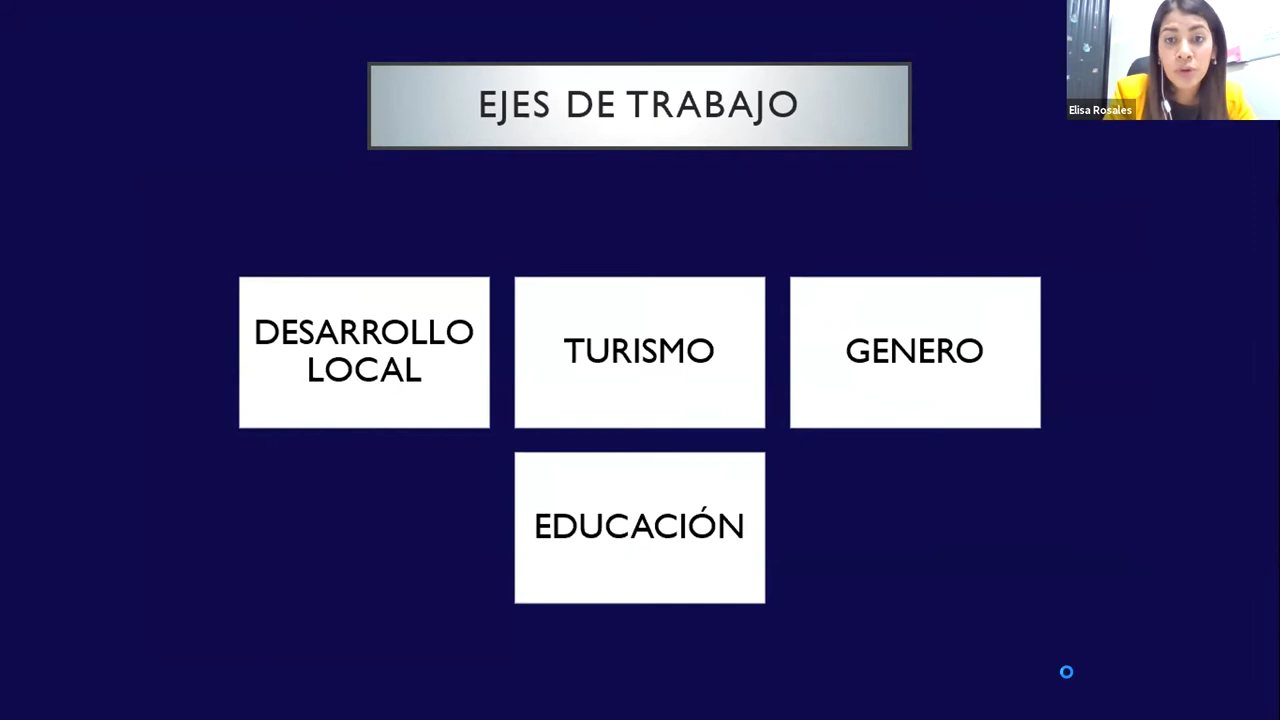 EJES DE TRABAJO
Elisa Rosales
DESARROLLO
LOCAL
TURISMO
GENERO
EDUCACIÓN